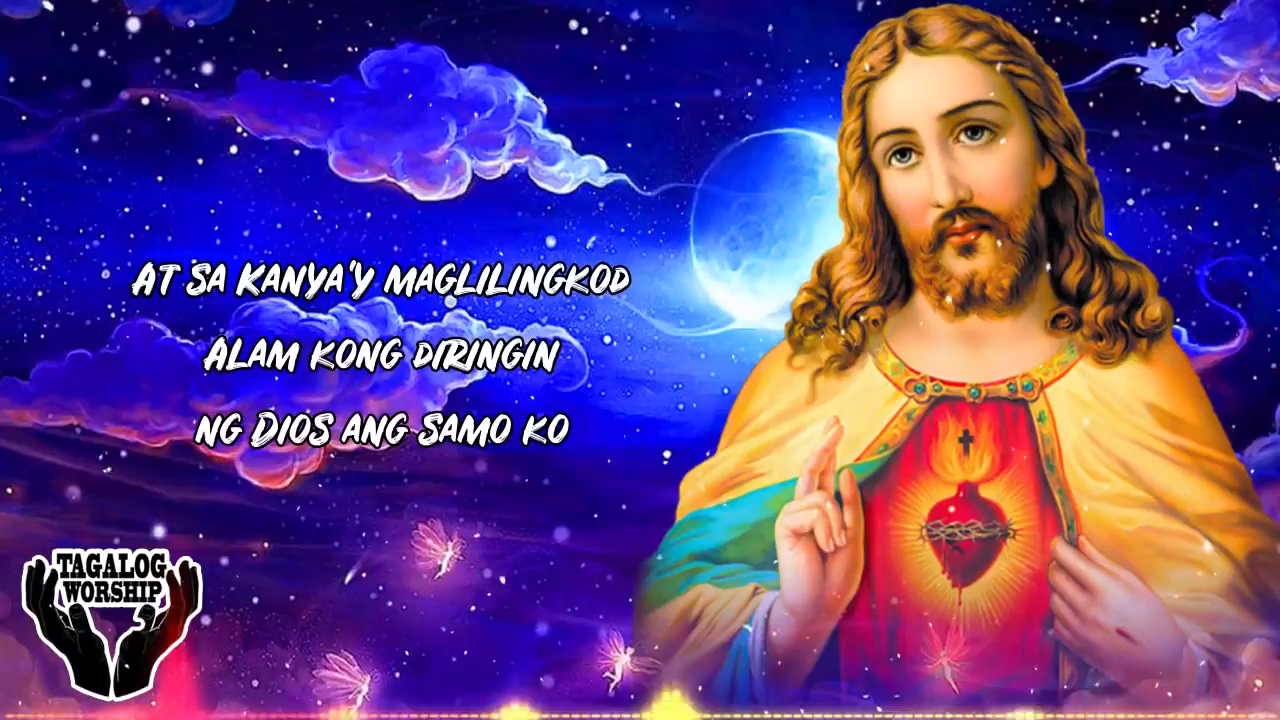 At sa Kanya'y maglilingkod
Alam kong diringin
ng Dios ang samo ko
TAGALOG
WORSHIP